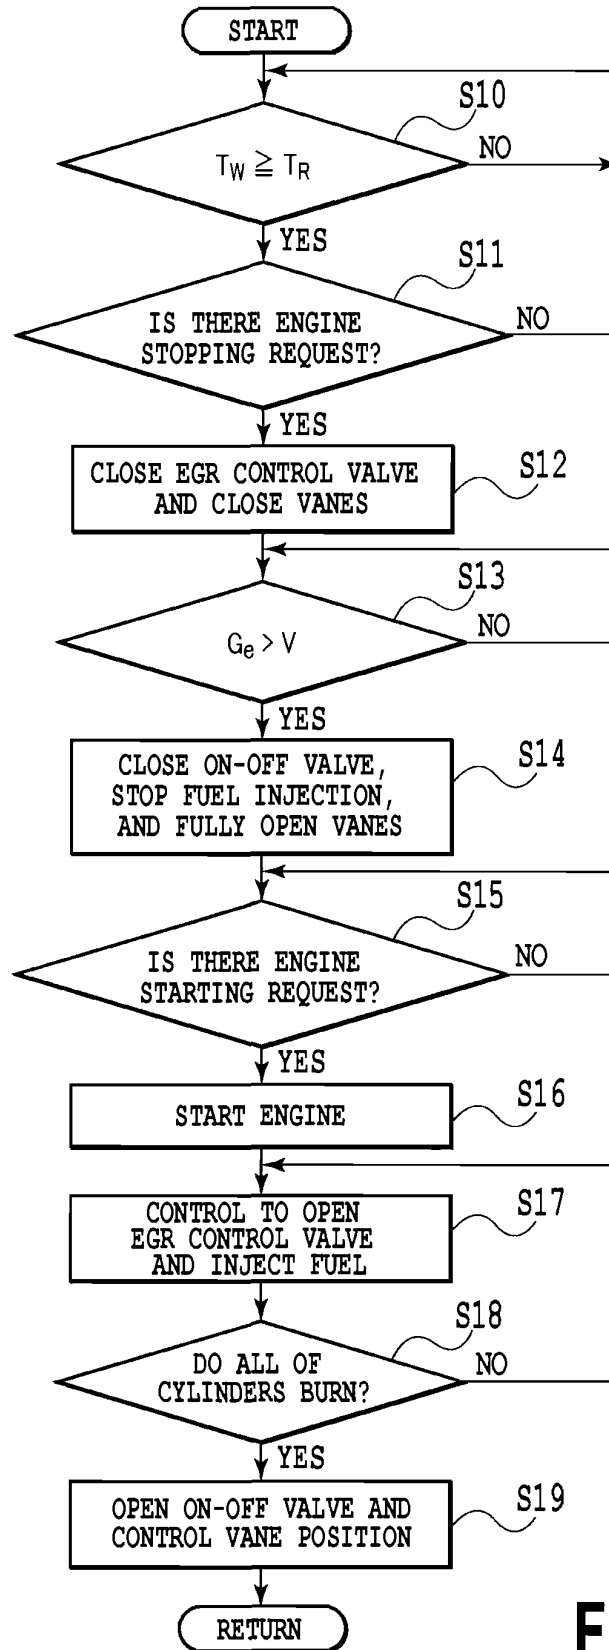 START
S10
T_W ≧ T_R
NO
YES
S11
IS THERE ENGINE
STOPPING REQUEST?
NO
YES
S12
CLOSE EGR CONTROL VALVE
AND CLOSE VANES
S13
G_e > V
NO
YES
S14
CLOSE ON-OFF VALVE,
STOP FUEL INJECTION,
AND FULLY OPEN VANES
S15
IS THERE ENGINE
STARTING REQUEST?
NO
YES
S16
START ENGINE
S17
CONTROL TO OPEN
EGR CONTROL VALVE
AND INJECT FUEL
S18
DO ALL OF
CYLINDERS BURN?
NO
YES
S19
OPEN ON-OFF VALVE AND
CONTROL VANE POSITION
RETURN
F